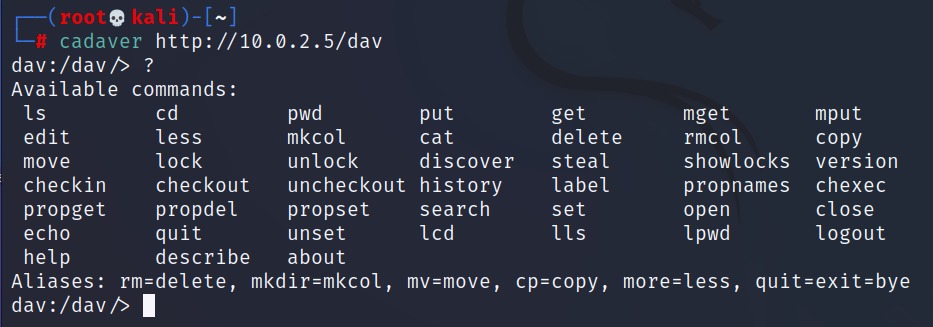 ┌──(root💀kali)-[~]
└─# cadaver http://10.0.2.5/dav
dav:/dav/> ?
Available commands:
 ls         cd         pwd        put        get        mget       mput
 edit       less       mkcol      cat        delete     rmcol      copy
 move       lock       unlock     discover   steal      showlocks  version
 checkin    checkout   uncheckout history    label      propnames  chexec
 propget    propdel    propset    search     set        open       close
 echo       quit       unset      lcd        lls        lpwd       logout
 help       describe   about
Aliases: rm=delete, mkdir=mkcol, mv=move, cp=copy, more=less, quit=exit=bye
dav:/dav/>